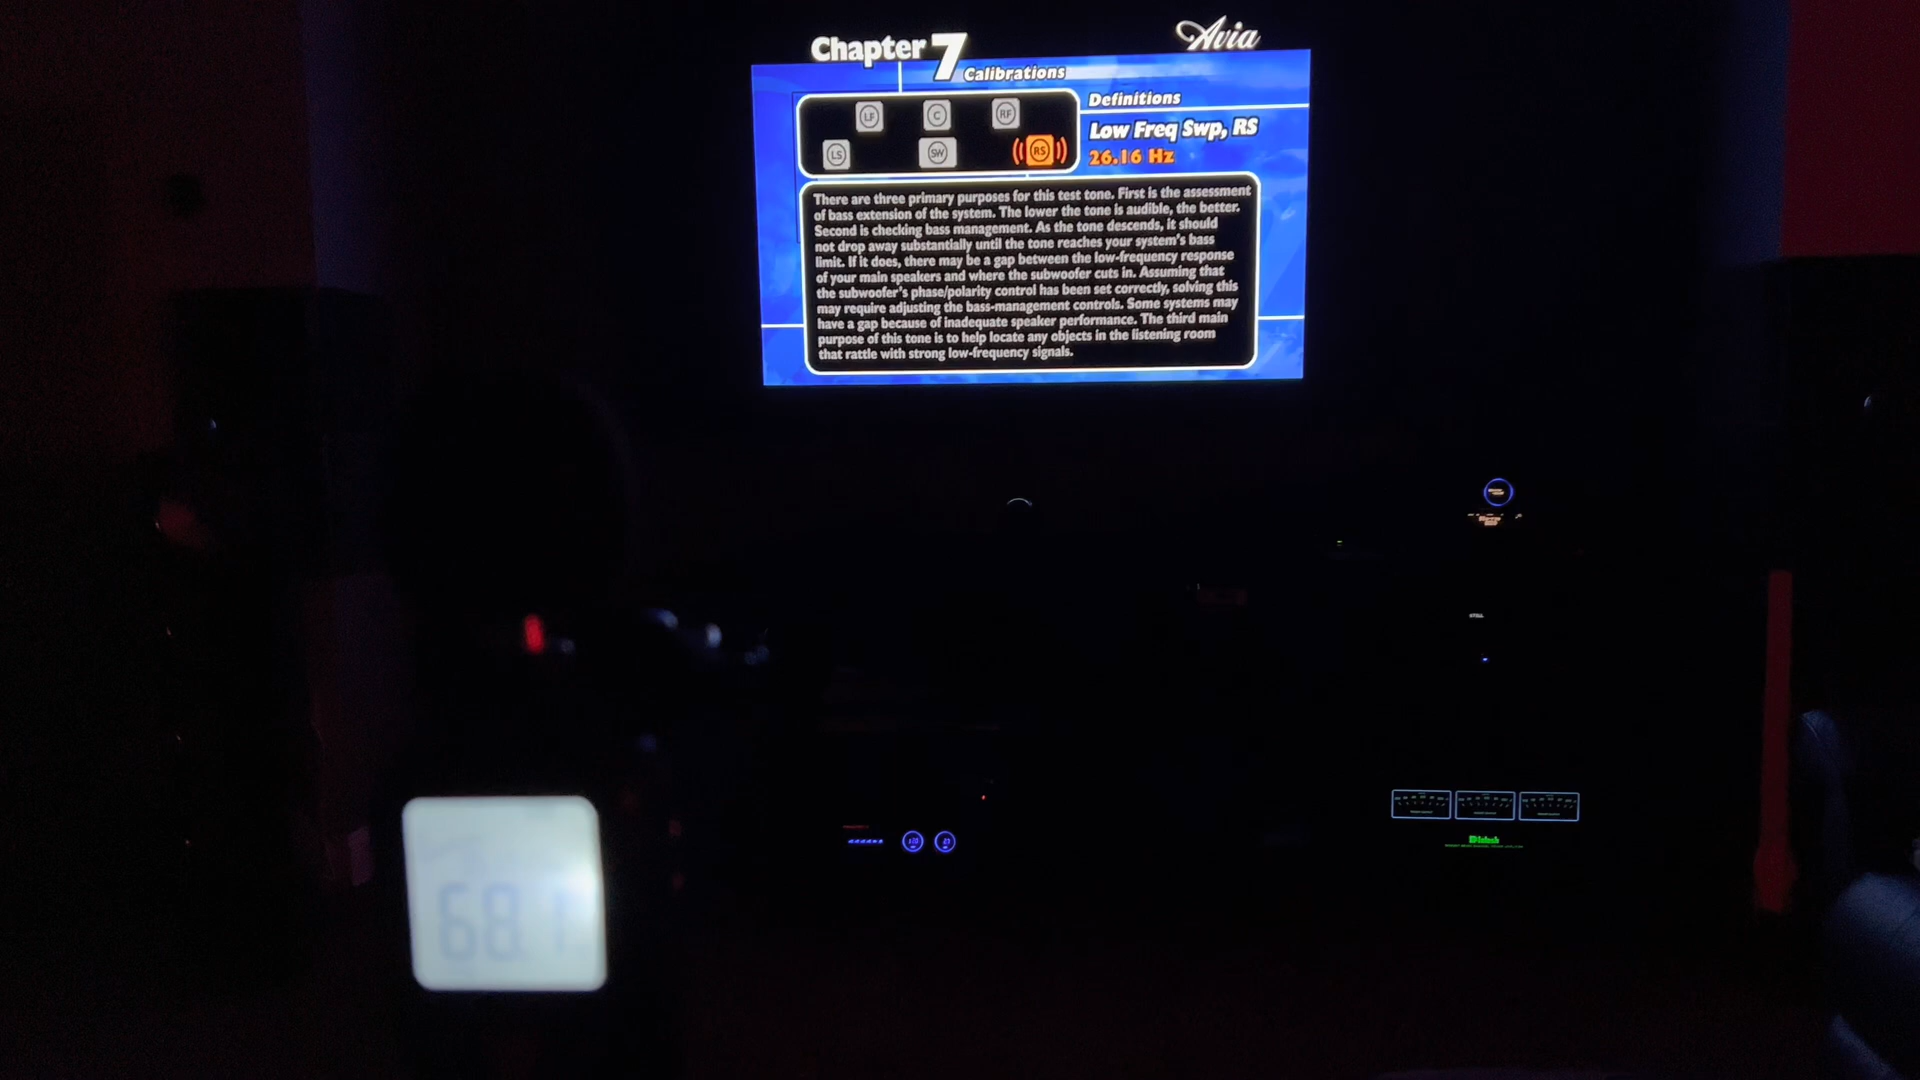 Chapter 7
Avia
Calibrations
LF
C
RF
LS
SW
RS
Definitions
Low Freq Swp, RS
26.16 Hz
There are three primary purposes for this test tone. First is the assessment
of bass extension of the system. The lower the tone is audible, the better.
Second is checking bass management. As the tone descends, it should
not drop away substantially until the tone reaches your system's bass
limit. If it does, there may be a gap between the low-frequency response
of your main speakers and where the subwoofer cuts in. Assuming that
the subwoofer's phase/polarity control has been set correctly, solving this
may require adjusting the bass-management controls. Some systems may
have a gap because of inadequate speaker performance. The third main
purpose of this tone is to help locate any objects in the listening room
that rattle with strong low-frequency signals.
68.1
McIntosh